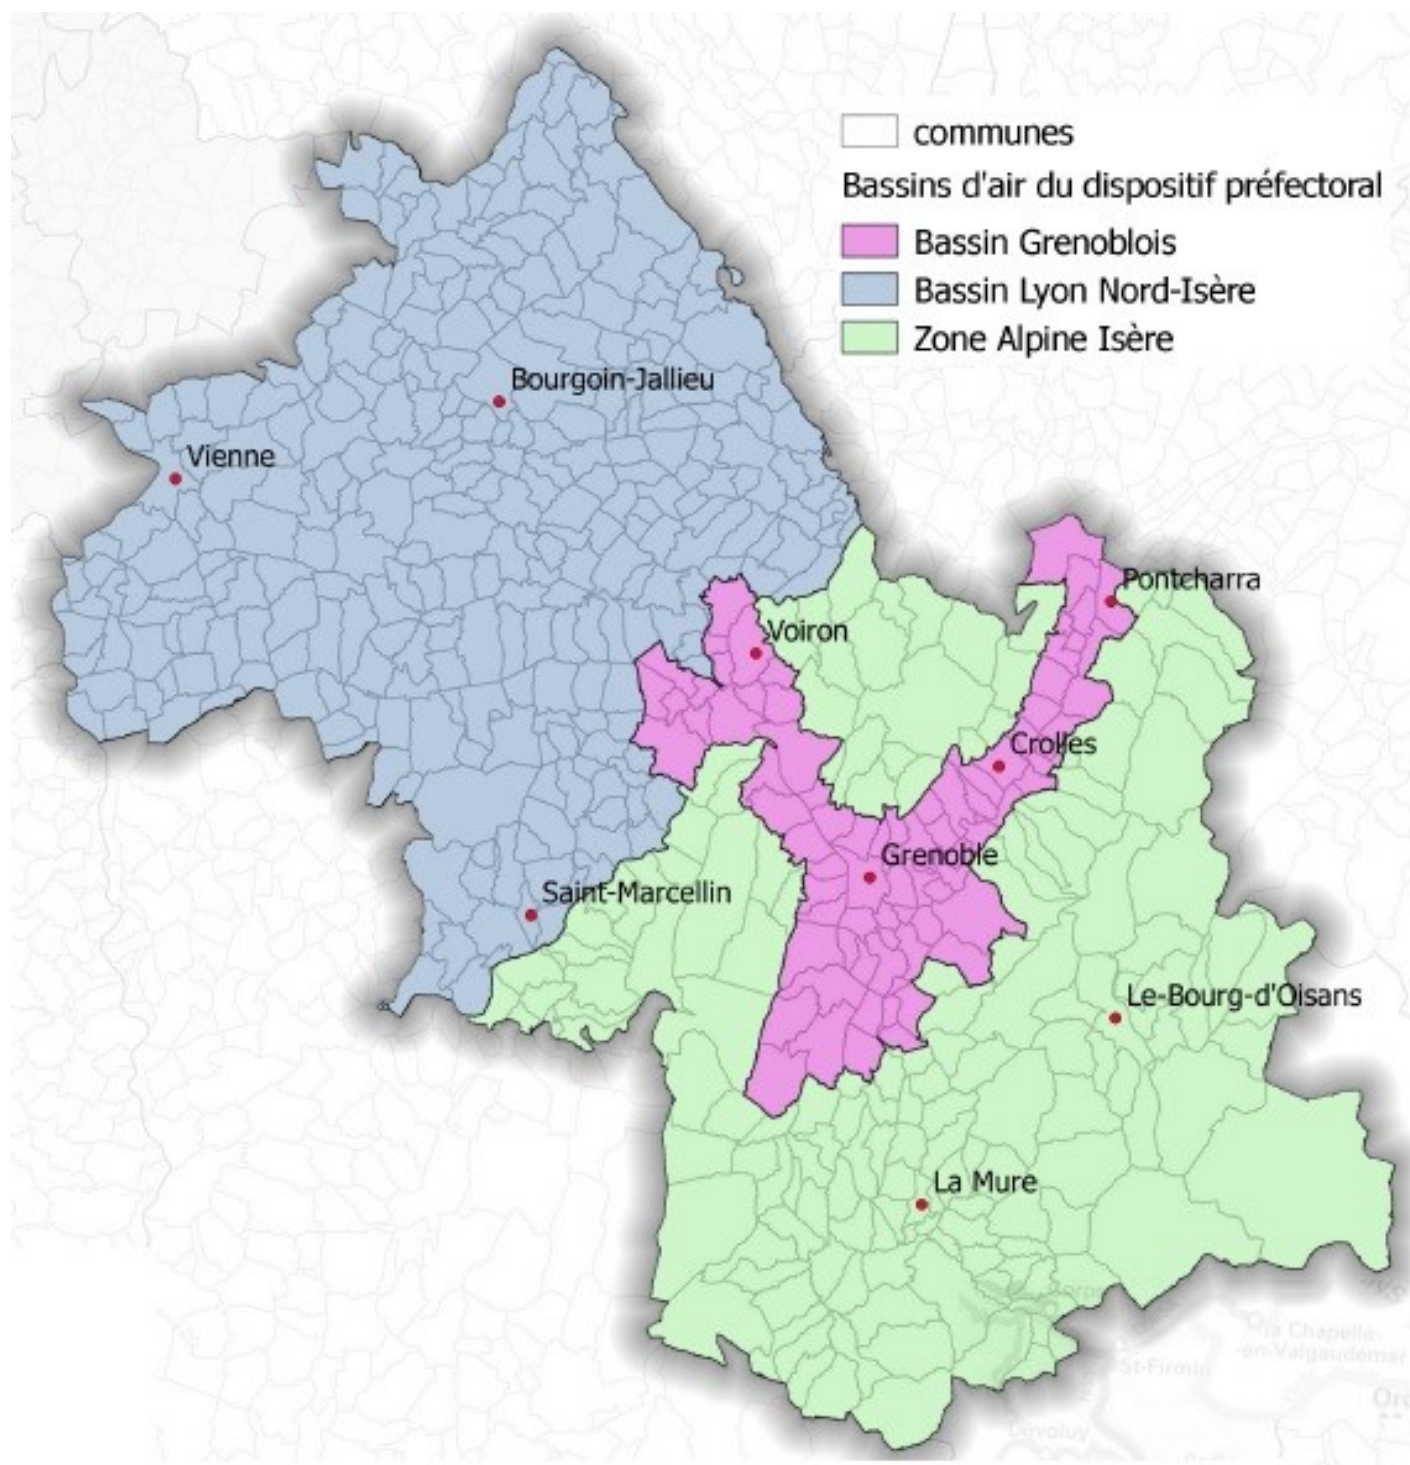 communes
Bassins d'air du dispositif préfectoral
Bassin Grenoblois
Bassin Lyon Nord-Isère
Zone Alpine Isère
Bourgoin-Jallieu
Vienne
Pontcharra
Voiron
Crolles
Grenoble
Saint-Marcellin
Le-Bourg-d'Oisans
La Mure
la Chapelle-
-en-Valgaudemar
St-Firmin
Dévoluy